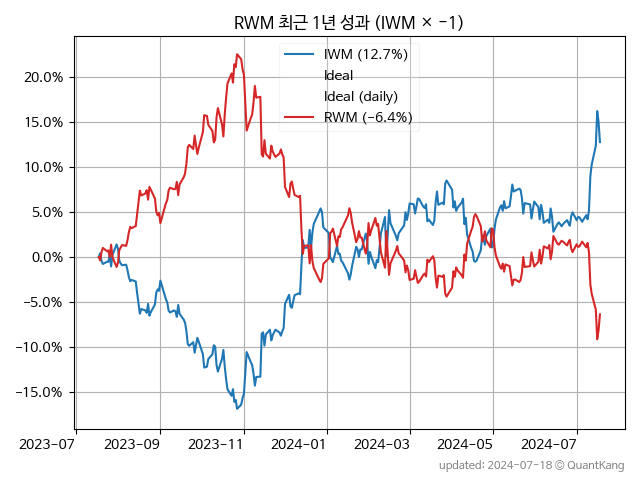 RWM 최근 1년 성과 (IWM × −1)
IWM (12.7%)
Ideal
Ideal (daily)
RWM (−6.4%)
20.0%
15.0%
10.0%
5.0%
0.0%
−5.0%
−10.0%
−15.0%
2023-07 2023-09 2023-11 2024-01 2024-03 2024-05 2024-07
updated: 2024-07-18 © QuantKang